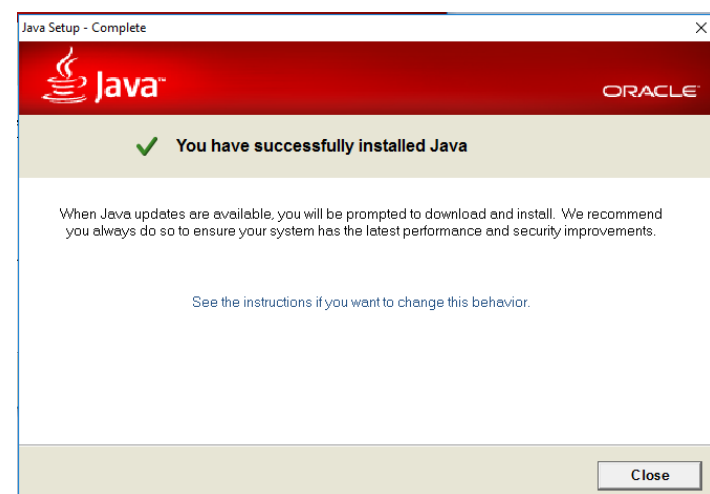 Java Setup - Complete
Java™
ORACLE
You have successfully installed Java
When Java updates are available, you will be prompted to download and install. We recommend
you always do so to ensure your system has the latest performance and security improvements.
See the instructions if you want to change this behavior.
Close